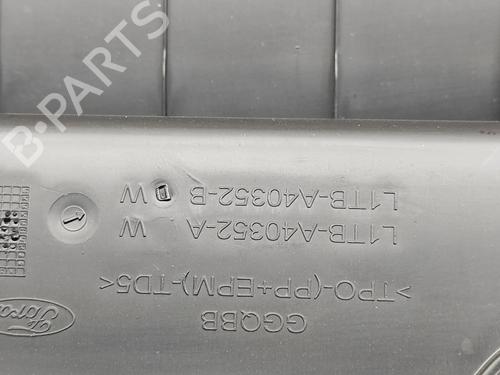 B-PARTS
Ford
GGQBB
>TPO-(PP+EPM)-TD5<
L1TB-A40352-A W
L1TB-A40352-B W